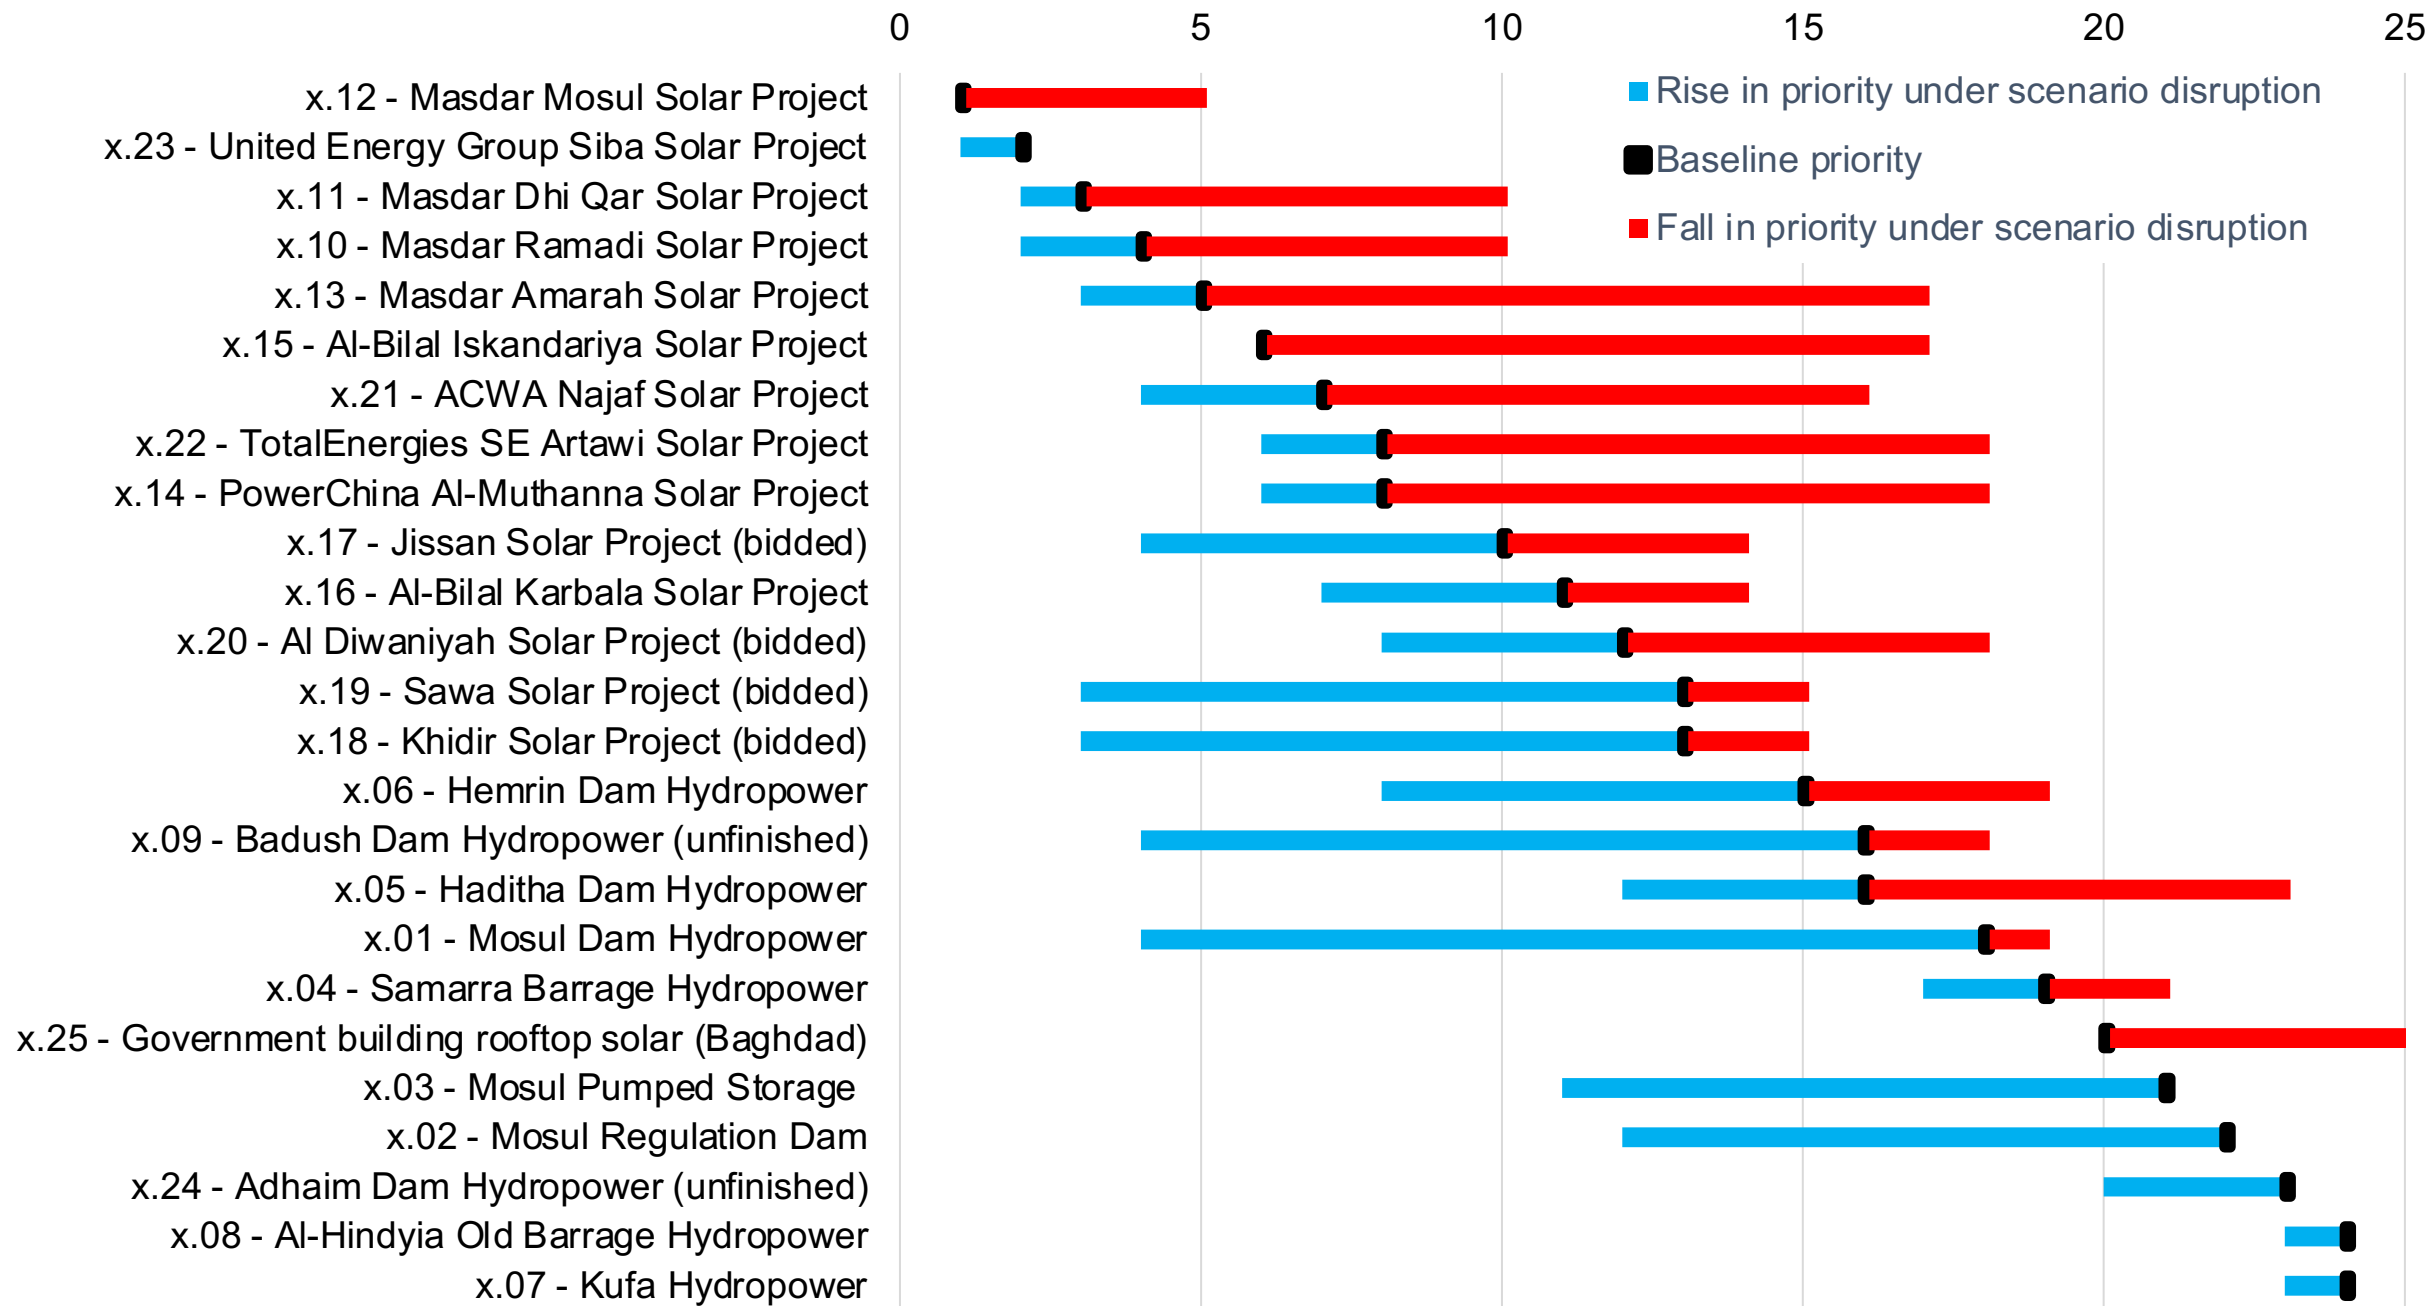 0 5 10 15 20 25
Rise in priority under scenario disruption
Baseline priority
Fall in priority under scenario disruption
x.12 - Masdar Mosul Solar Project
x.23 - United Energy Group Siba Solar Project
x.11 - Masdar Dhi Qar Solar Project
x.10 - Masdar Ramadi Solar Project
x.13 - Masdar Amarah Solar Project
x.15 - Al-Bilal Iskandariya Solar Project
x.21 - ACWA Najaf Solar Project
x.22 - TotalEnergies SE Artawi Solar Project
x.14 - PowerChina Al-Muthanna Solar Project
x.17 - Jissan Solar Project (bidded)
x.16 - Al-Bilal Karbala Solar Project
x.20 - Al Diwaniyah Solar Project (bidded)
x.19 - Sawa Solar Project (bidded)
x.18 - Khidir Solar Project (bidded)
x.06 - Hemrin Dam Hydropower
x.09 - Badush Dam Hydropower (unfinished)
x.05 - Haditha Dam Hydropower
x.01 - Mosul Dam Hydropower
x.04 - Samarra Barrage Hydropower
x.25 - Government building rooftop solar (Baghdad)
x.03 - Mosul Pumped Storage
x.02 - Mosul Regulation Dam
x.24 - Adhaim Dam Hydropower (unfinished)
x.08 - Al-Hindyia Old Barrage Hydropower
x.07 - Kufa Hydropower